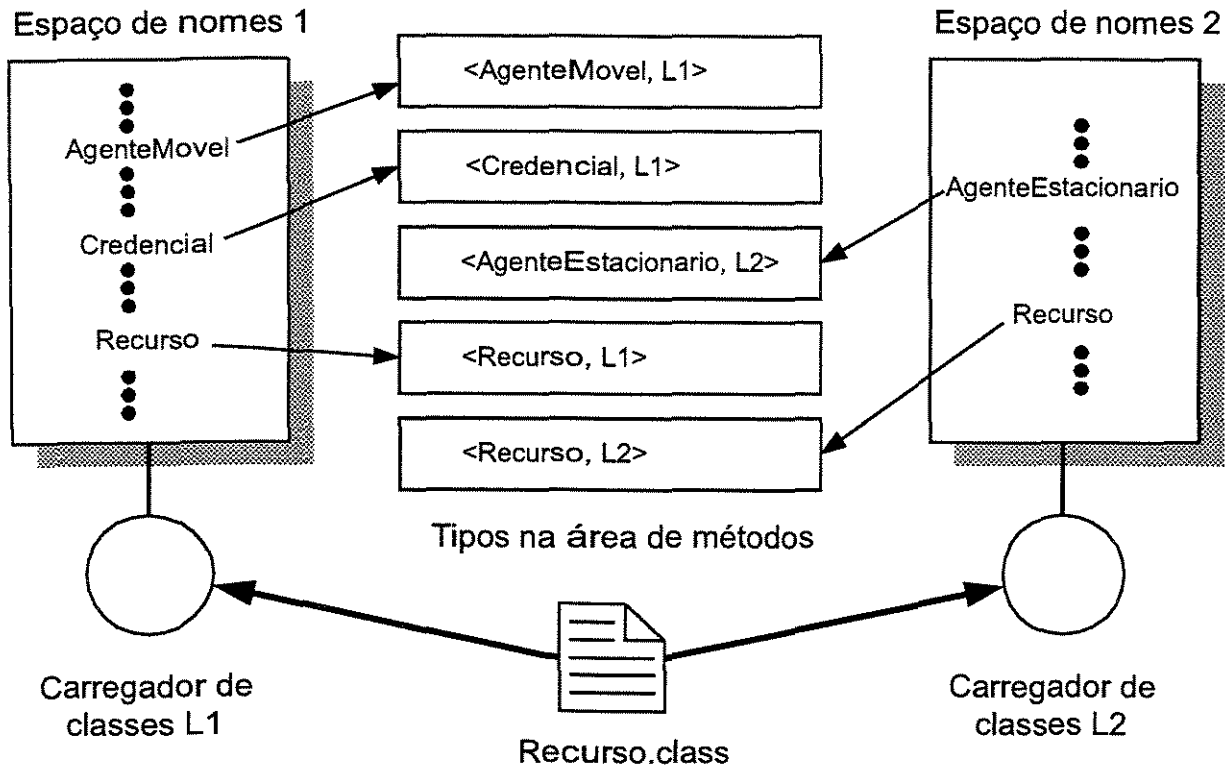 Espaço de nomes 1
Espaço de nomes 2
AgenteMovel
Credencial
Recurso
<AgenteMovel, L1>
<Credencial, L1>
<AgenteEstacionario, L2>
<Recurso, L1>
<Recurso, L2>
AgenteEstacionario
Recurso
Tipos na área de métodos
Carregador de
classes L1
Recurso.class
Carregador de
classes L2